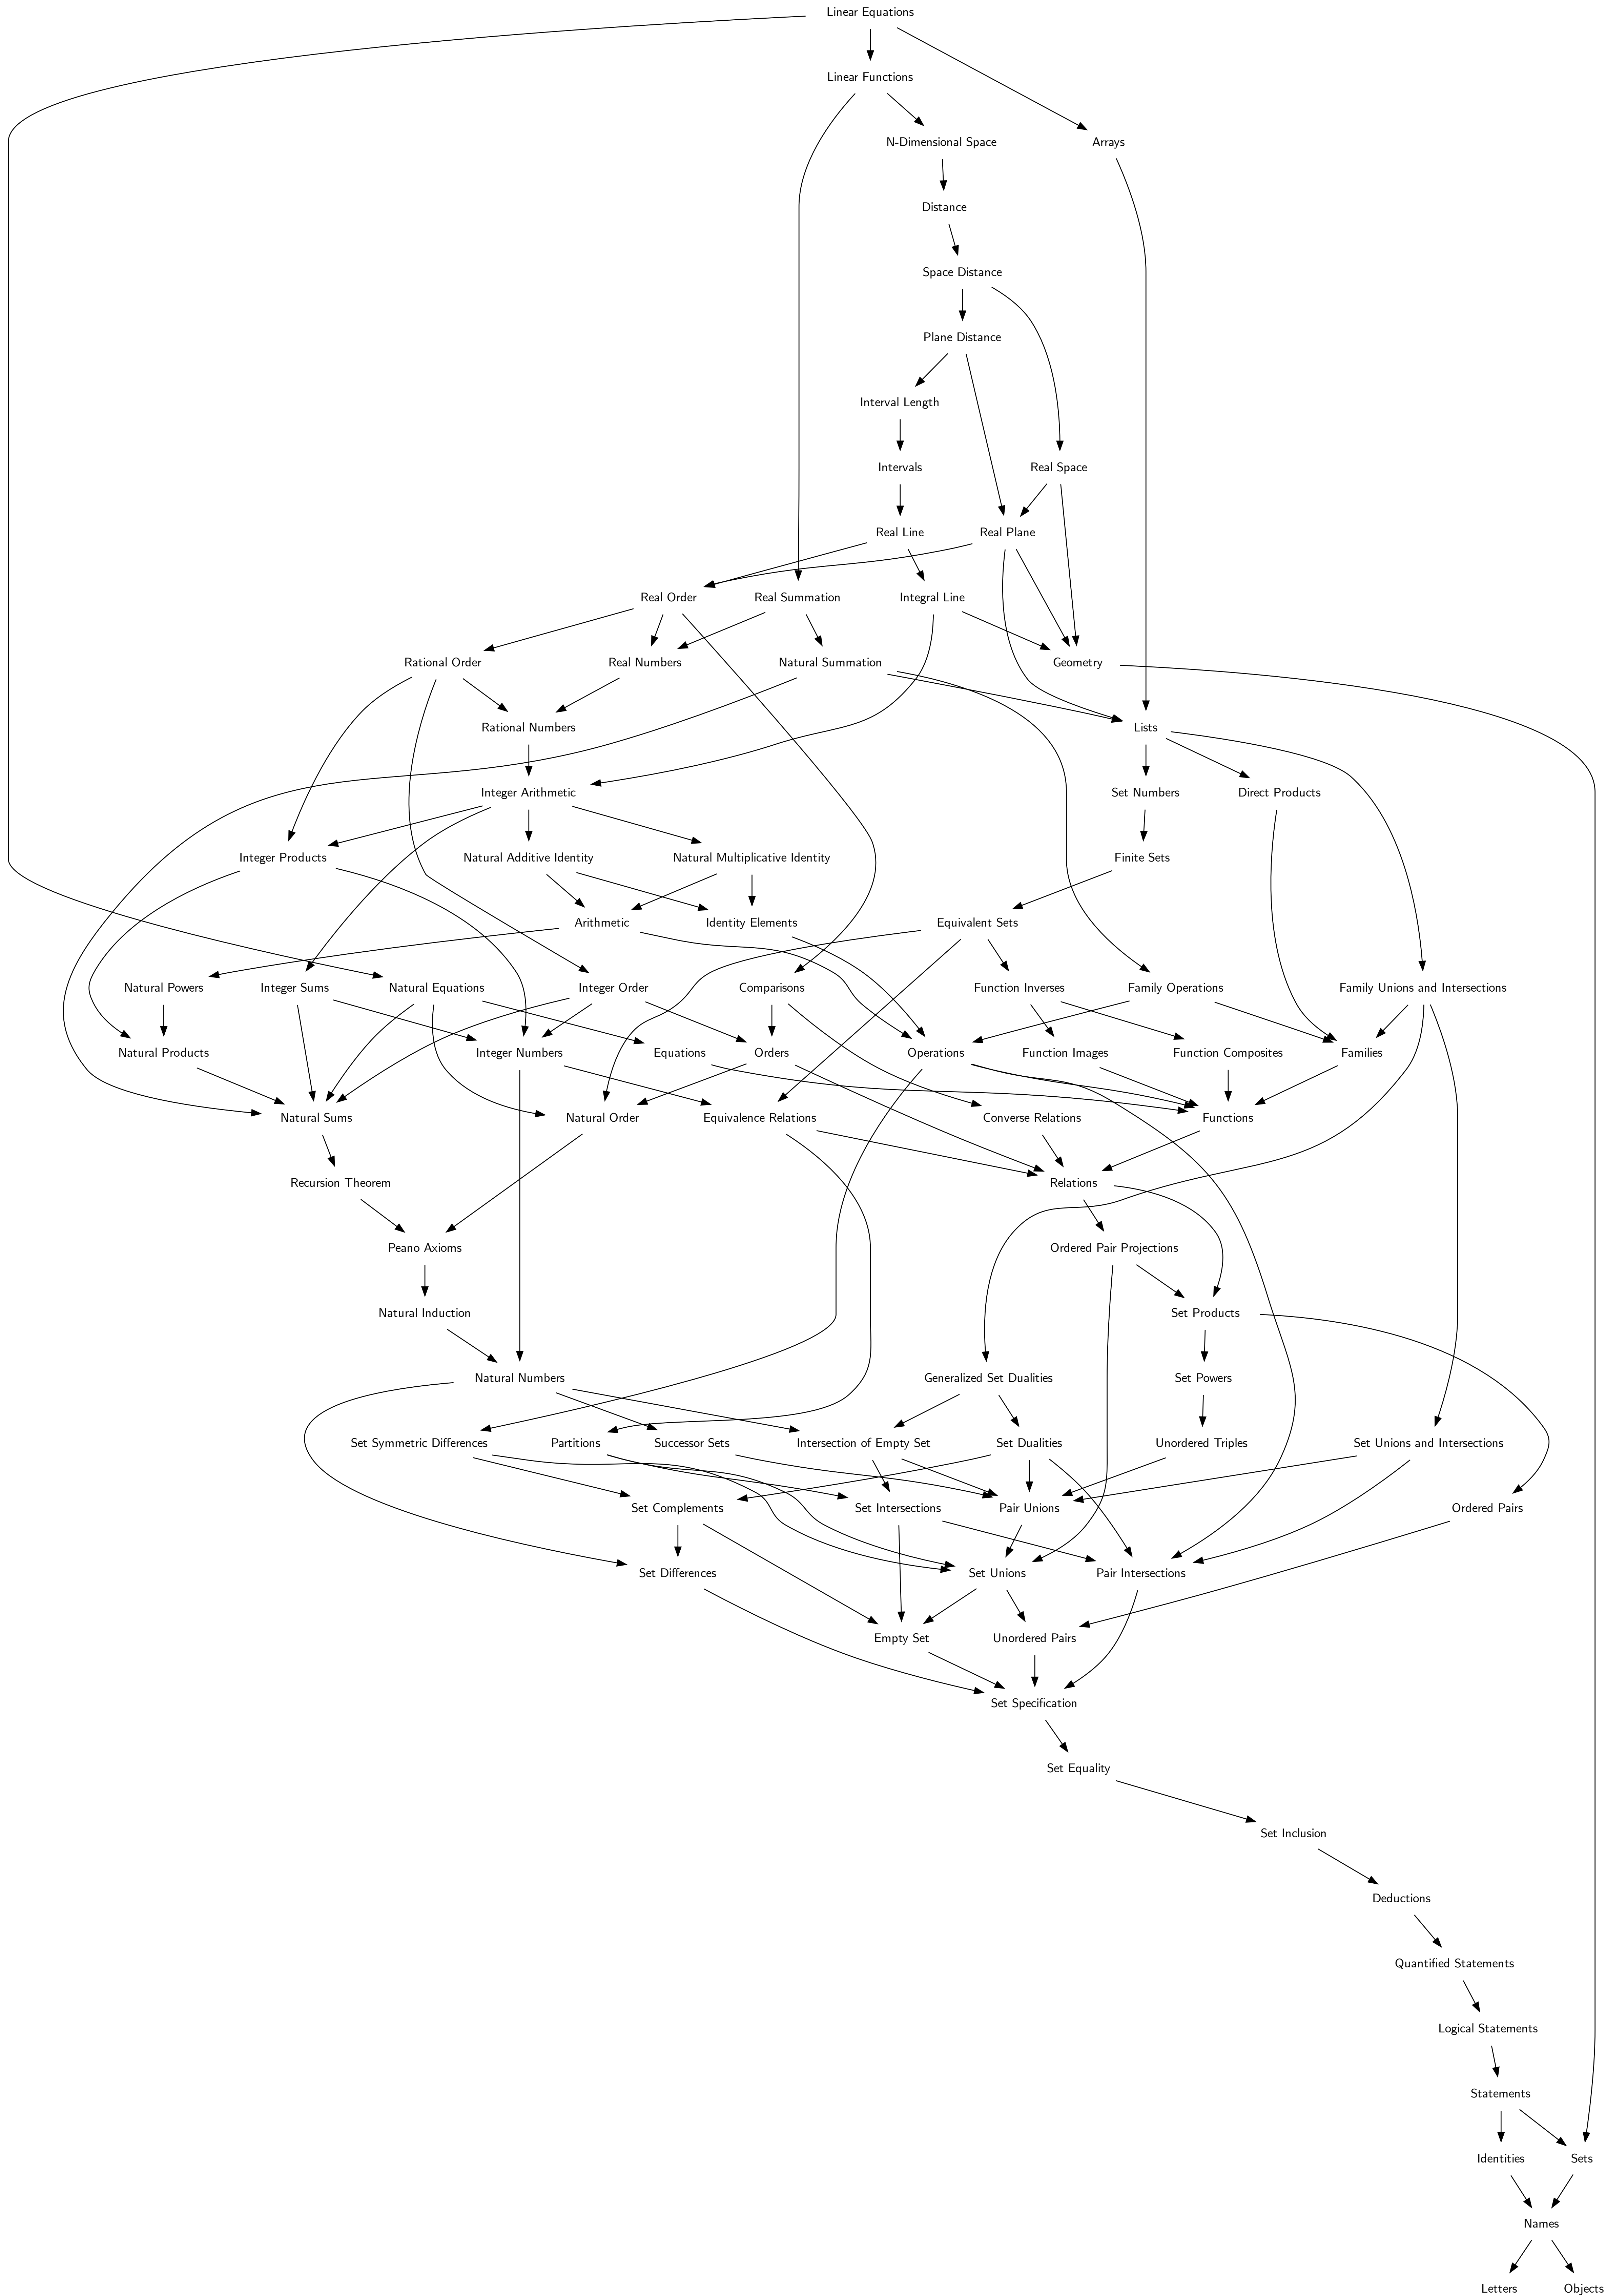 Linear Equations
Linear Functions
N-Dimensional Space
Arrays
Distance
Space Distance
Plane Distance
Interval Length
Intervals
Real Space
Real Line
Real Plane
Real Order
Real Summation
Integral Line
Rational Order
Real Numbers
Natural Summation
Geometry
Rational Numbers
Lists
Integer Arithmetic
Set Numbers
Direct Products
Integer Products
Natural Additive Identity
Natural Multiplicative Identity
Finite Sets
Arithmetic
Identity Elements
Equivalent Sets
Natural Powers
Integer Sums
Natural Equations
Integer Order
Comparisons
Function Inverses
Family Operations
Family Unions and Intersections
Natural Products
Integer Numbers
Equations
Orders
Operations
Function Images
Function Composites
Families
Natural Sums
Natural Order
Equivalence Relations
Converse Relations
Functions
Recursion Theorem
Relations
Peano Axioms
Ordered Pair Projections
Natural Induction
Set Products
Natural Numbers
Generalized Set Dualities
Set Powers
Set Symmetric Differences
Partitions
Successor Sets
Intersection of Empty Set
Set Dualities
Unordered Triples
Set Unions and Intersections
Set Complements
Set Intersections
Pair Unions
Ordered Pairs
Set Differences
Set Unions
Pair Intersections
Empty Set
Unordered Pairs
Set Specification
Set Equality
Set Inclusion
Deductions
Quantified Statements
Logical Statements
Statements
Identities
Sets
Names
Letters
Objects